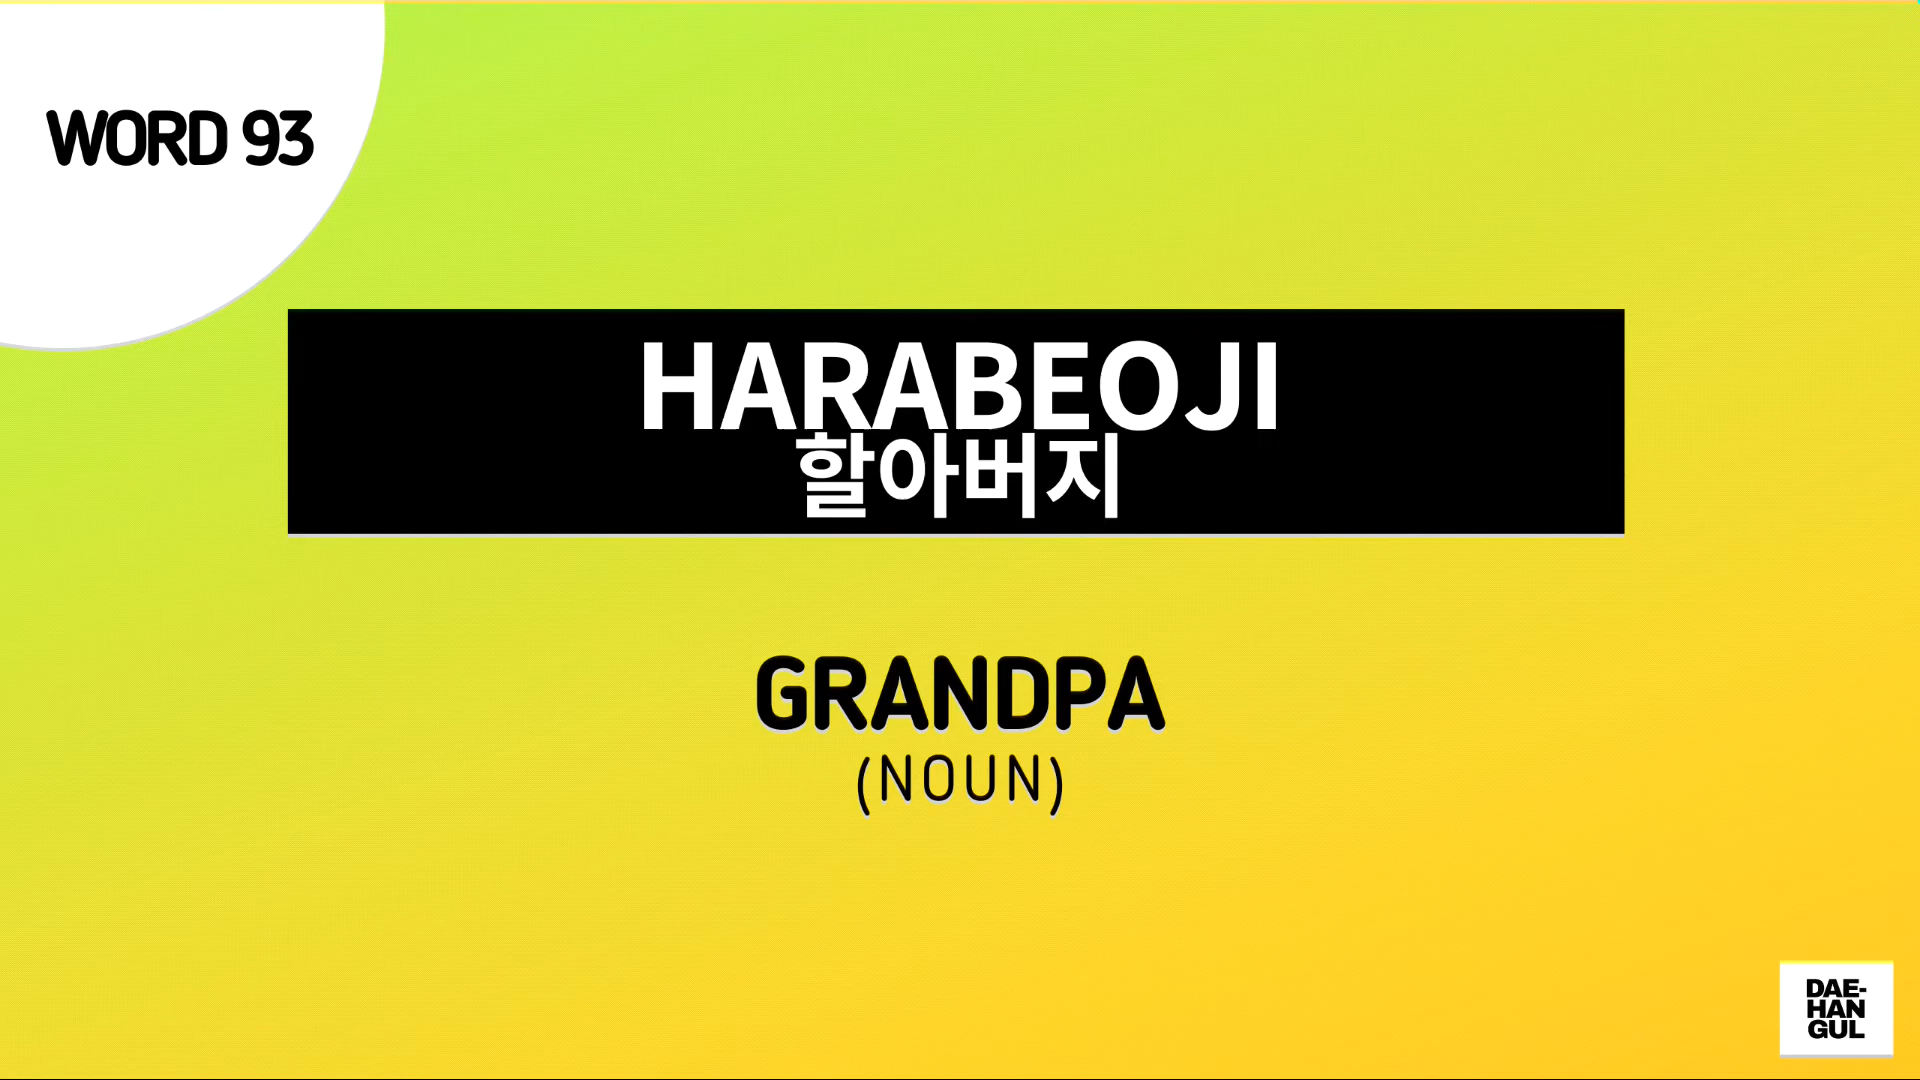 WORD 93
HARABEOJI
할아버지
GRANDPA
(NOUN)
DAE-
HAN
GUL